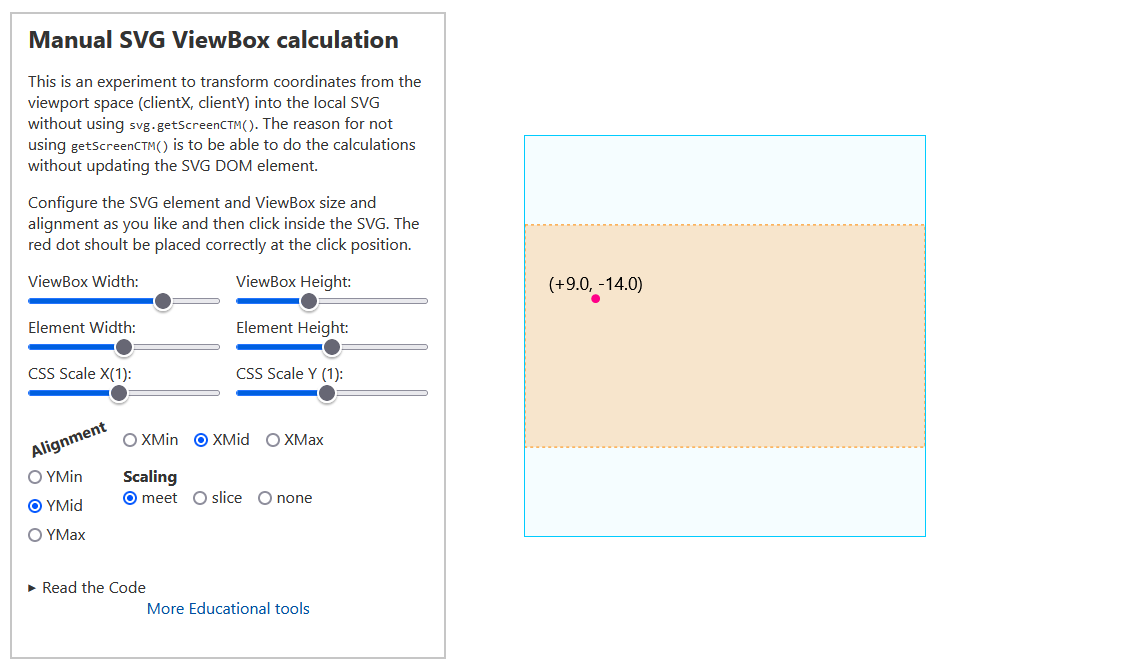 Manual SVG ViewBox calculation
This is an experiment to transform coordinates from the
viewport space (clientX, clientY) into the local SVG
without using svg.getScreenCTM(). The reason for not
using getScreenCTM() is to be able to do the calculations
without updating the SVG DOM element.
Configure the SVG element and ViewBox size and
alignment as you like and then click inside the SVG. The
red dot shoult be placed correctly at the click position.
ViewBox Width: ViewBox Height:
Element Width: Element Height:
CSS Scale X(1): CSS Scale Y (1):
Alignment XMin XMid XMax
YMin Scaling
meet slice none
YMid
YMax
▸ Read the Code
More Educational tools
(+9.0, -14.0)